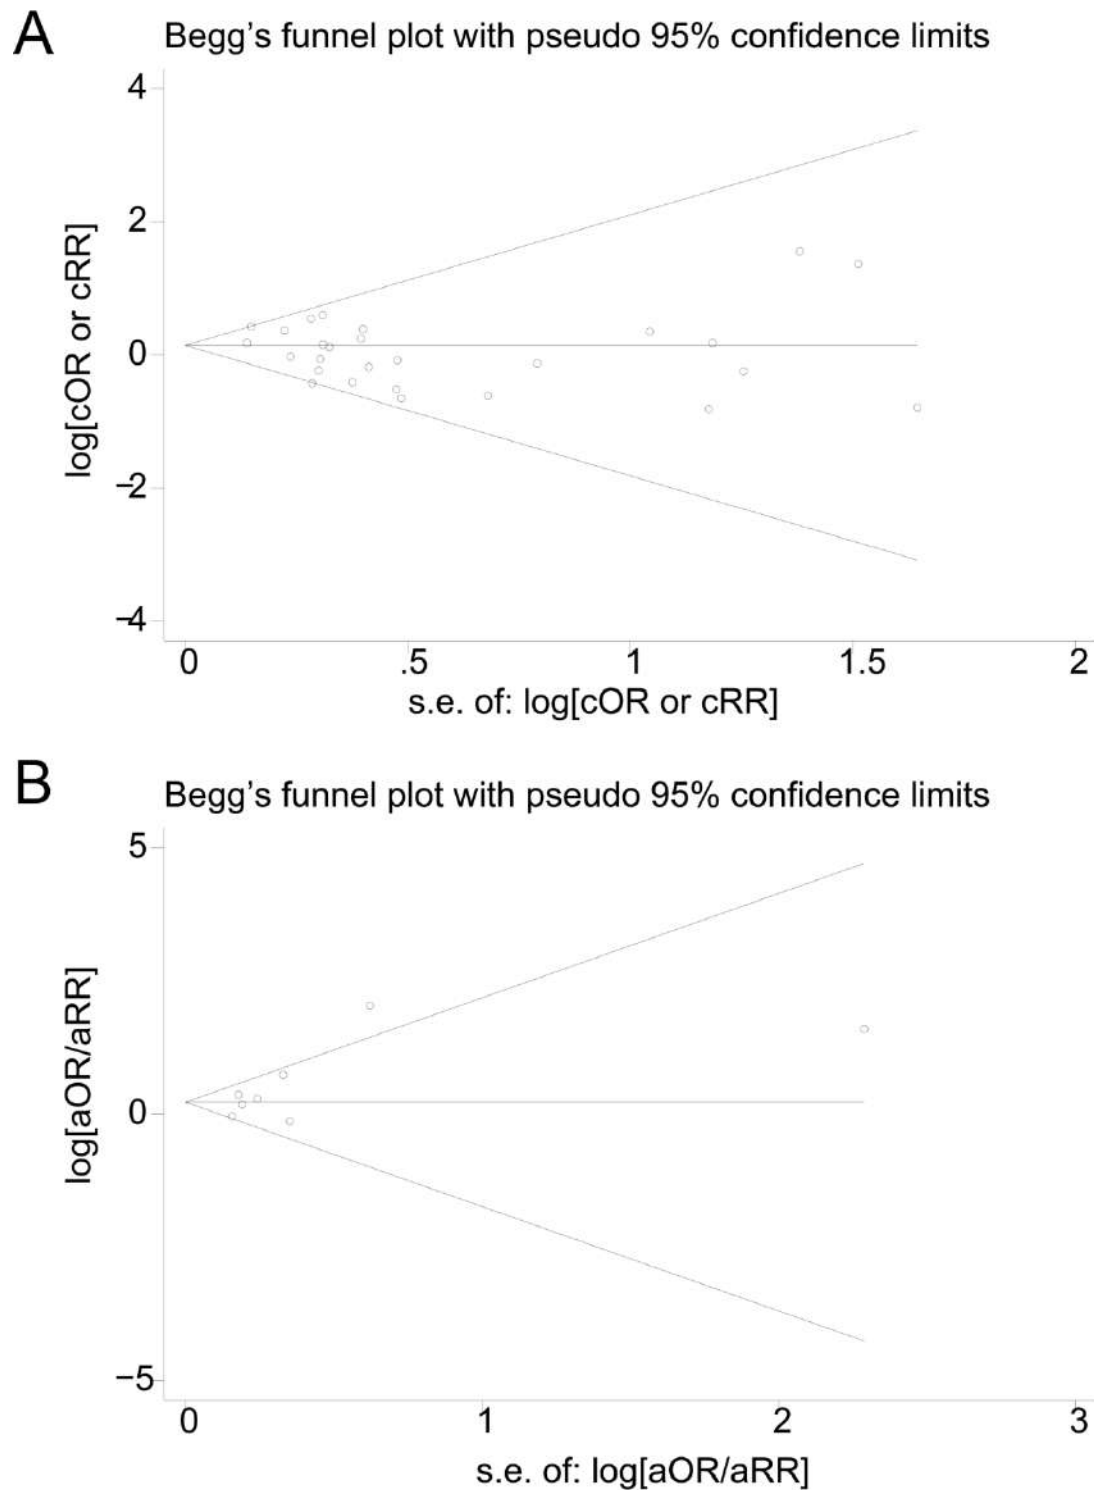 A
Begg's funnel plot with pseudo 95% confidence limits
4
2
0
−2
−4
log[cOR or cRR]
0 .5 1 1.5 2
s.e. of: log[cOR or cRR]
B
Begg's funnel plot with pseudo 95% confidence limits
5
0
−5
log[aOR/aRR]
0 1 2 3
s.e. of: log[aOR/aRR]